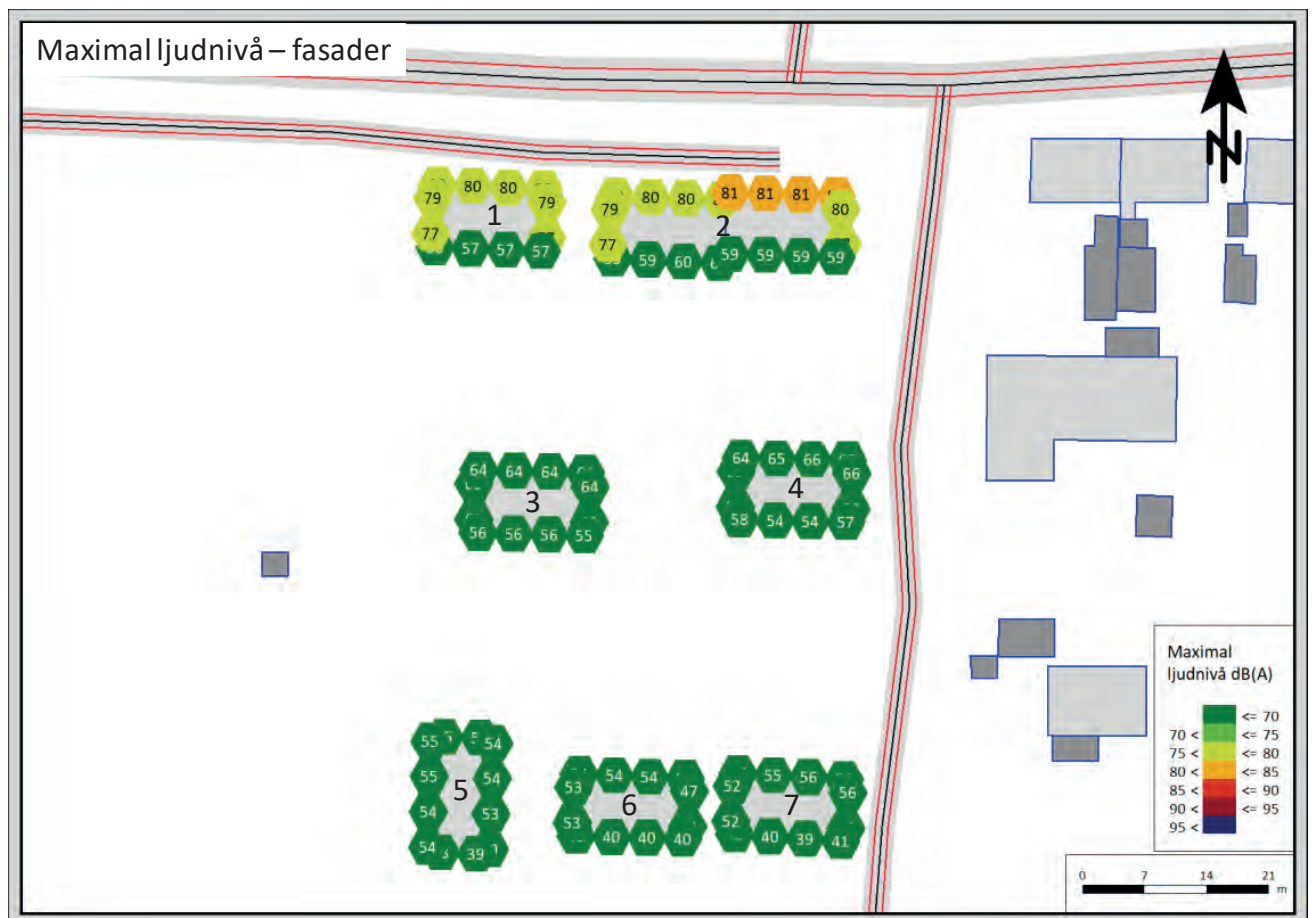 Maximal ljudnivå – fasader
N
79 80 80 79
1
77 57 57 57
79 80 80 81 81 81 80
2
77 59 60 59 59 59 59
64 64 64 64
3
56 56 56 55
64 65 66 66
4
58 54 54 57
55 54
55 54
5
54 53
54 39
53 54 54 47
6
53 40 40 40
52 55 56 56
7
52 40 39 41
Maximal
ljudnivå dB(A)
<= 70
70 < <= 75
75 < <= 80
80 < <= 85
85 < <= 90
90 < <= 95
95 <
0 7 14 21
m